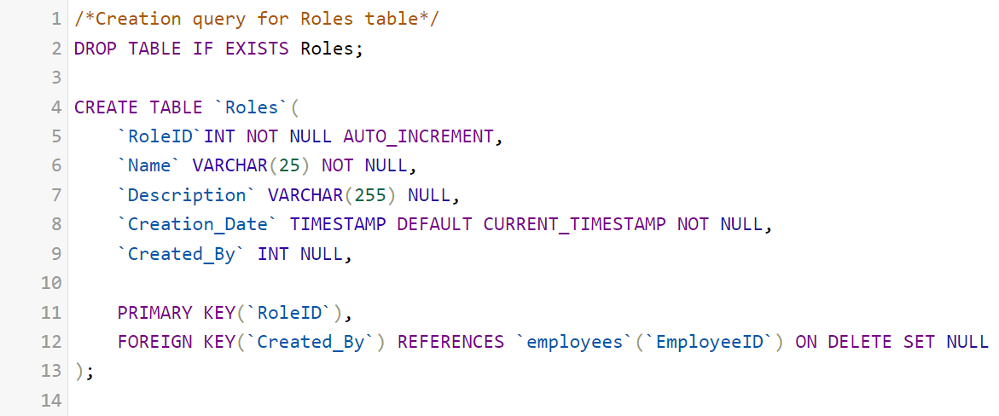 1 /*Creation query for Roles table*/
2 DROP TABLE IF EXISTS Roles;
3
4 CREATE TABLE `Roles`(
5     `RoleID`INT NOT NULL AUTO_INCREMENT,
6     `Name` VARCHAR(25) NOT NULL,
7     `Description` VARCHAR(255) NULL,
8     `Creation_Date` TIMESTAMP DEFAULT CURRENT_TIMESTAMP NOT NULL,
9     `Created_By` INT NULL,
10
11     PRIMARY KEY(`RoleID`),
12     FOREIGN KEY(`Created_By`) REFERENCES `employees`(`EmployeeID`) ON DELETE SET NULL
13 );
14